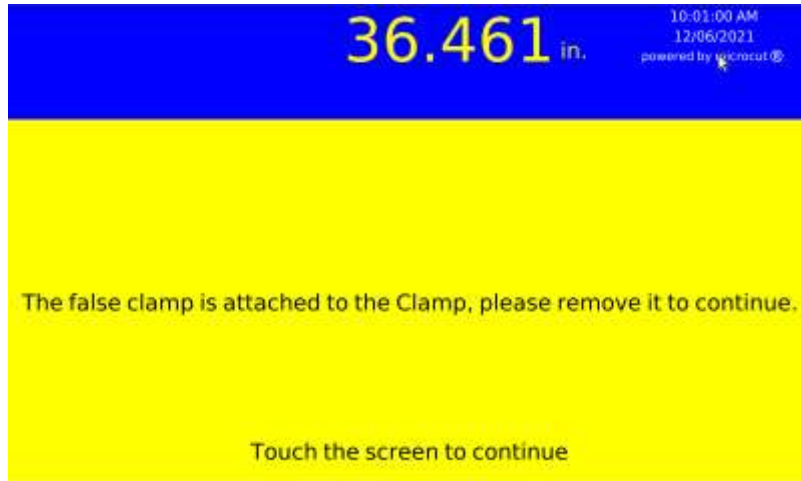 36.461 in.
10:01:00 AM
12/06/2021
powered by microcut®
The false clamp is attached to the Clamp, please remove it to continue.
Touch the screen to continue